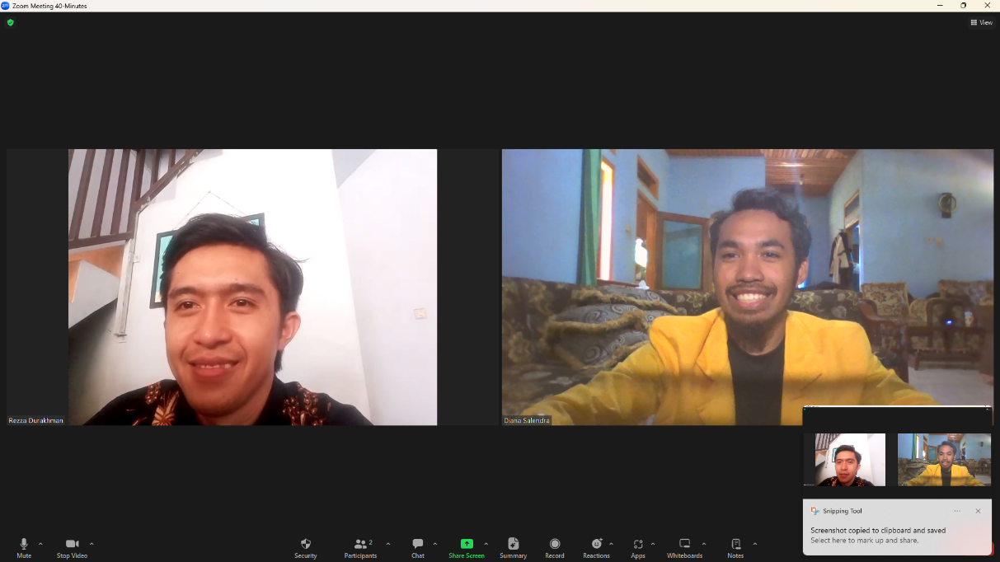 zm Zoom Meeting 40-Minutes
View
Rezza Durakhman
Diana Salendra
Snipping Tool
Screenshot copied to clipboard and saved
Select here to mark up and share.
Mute
Stop Video
Security
2
Participants
Chat
Share Screen
Summary
Record
Reactions
Apps
Whiteboards
Notes